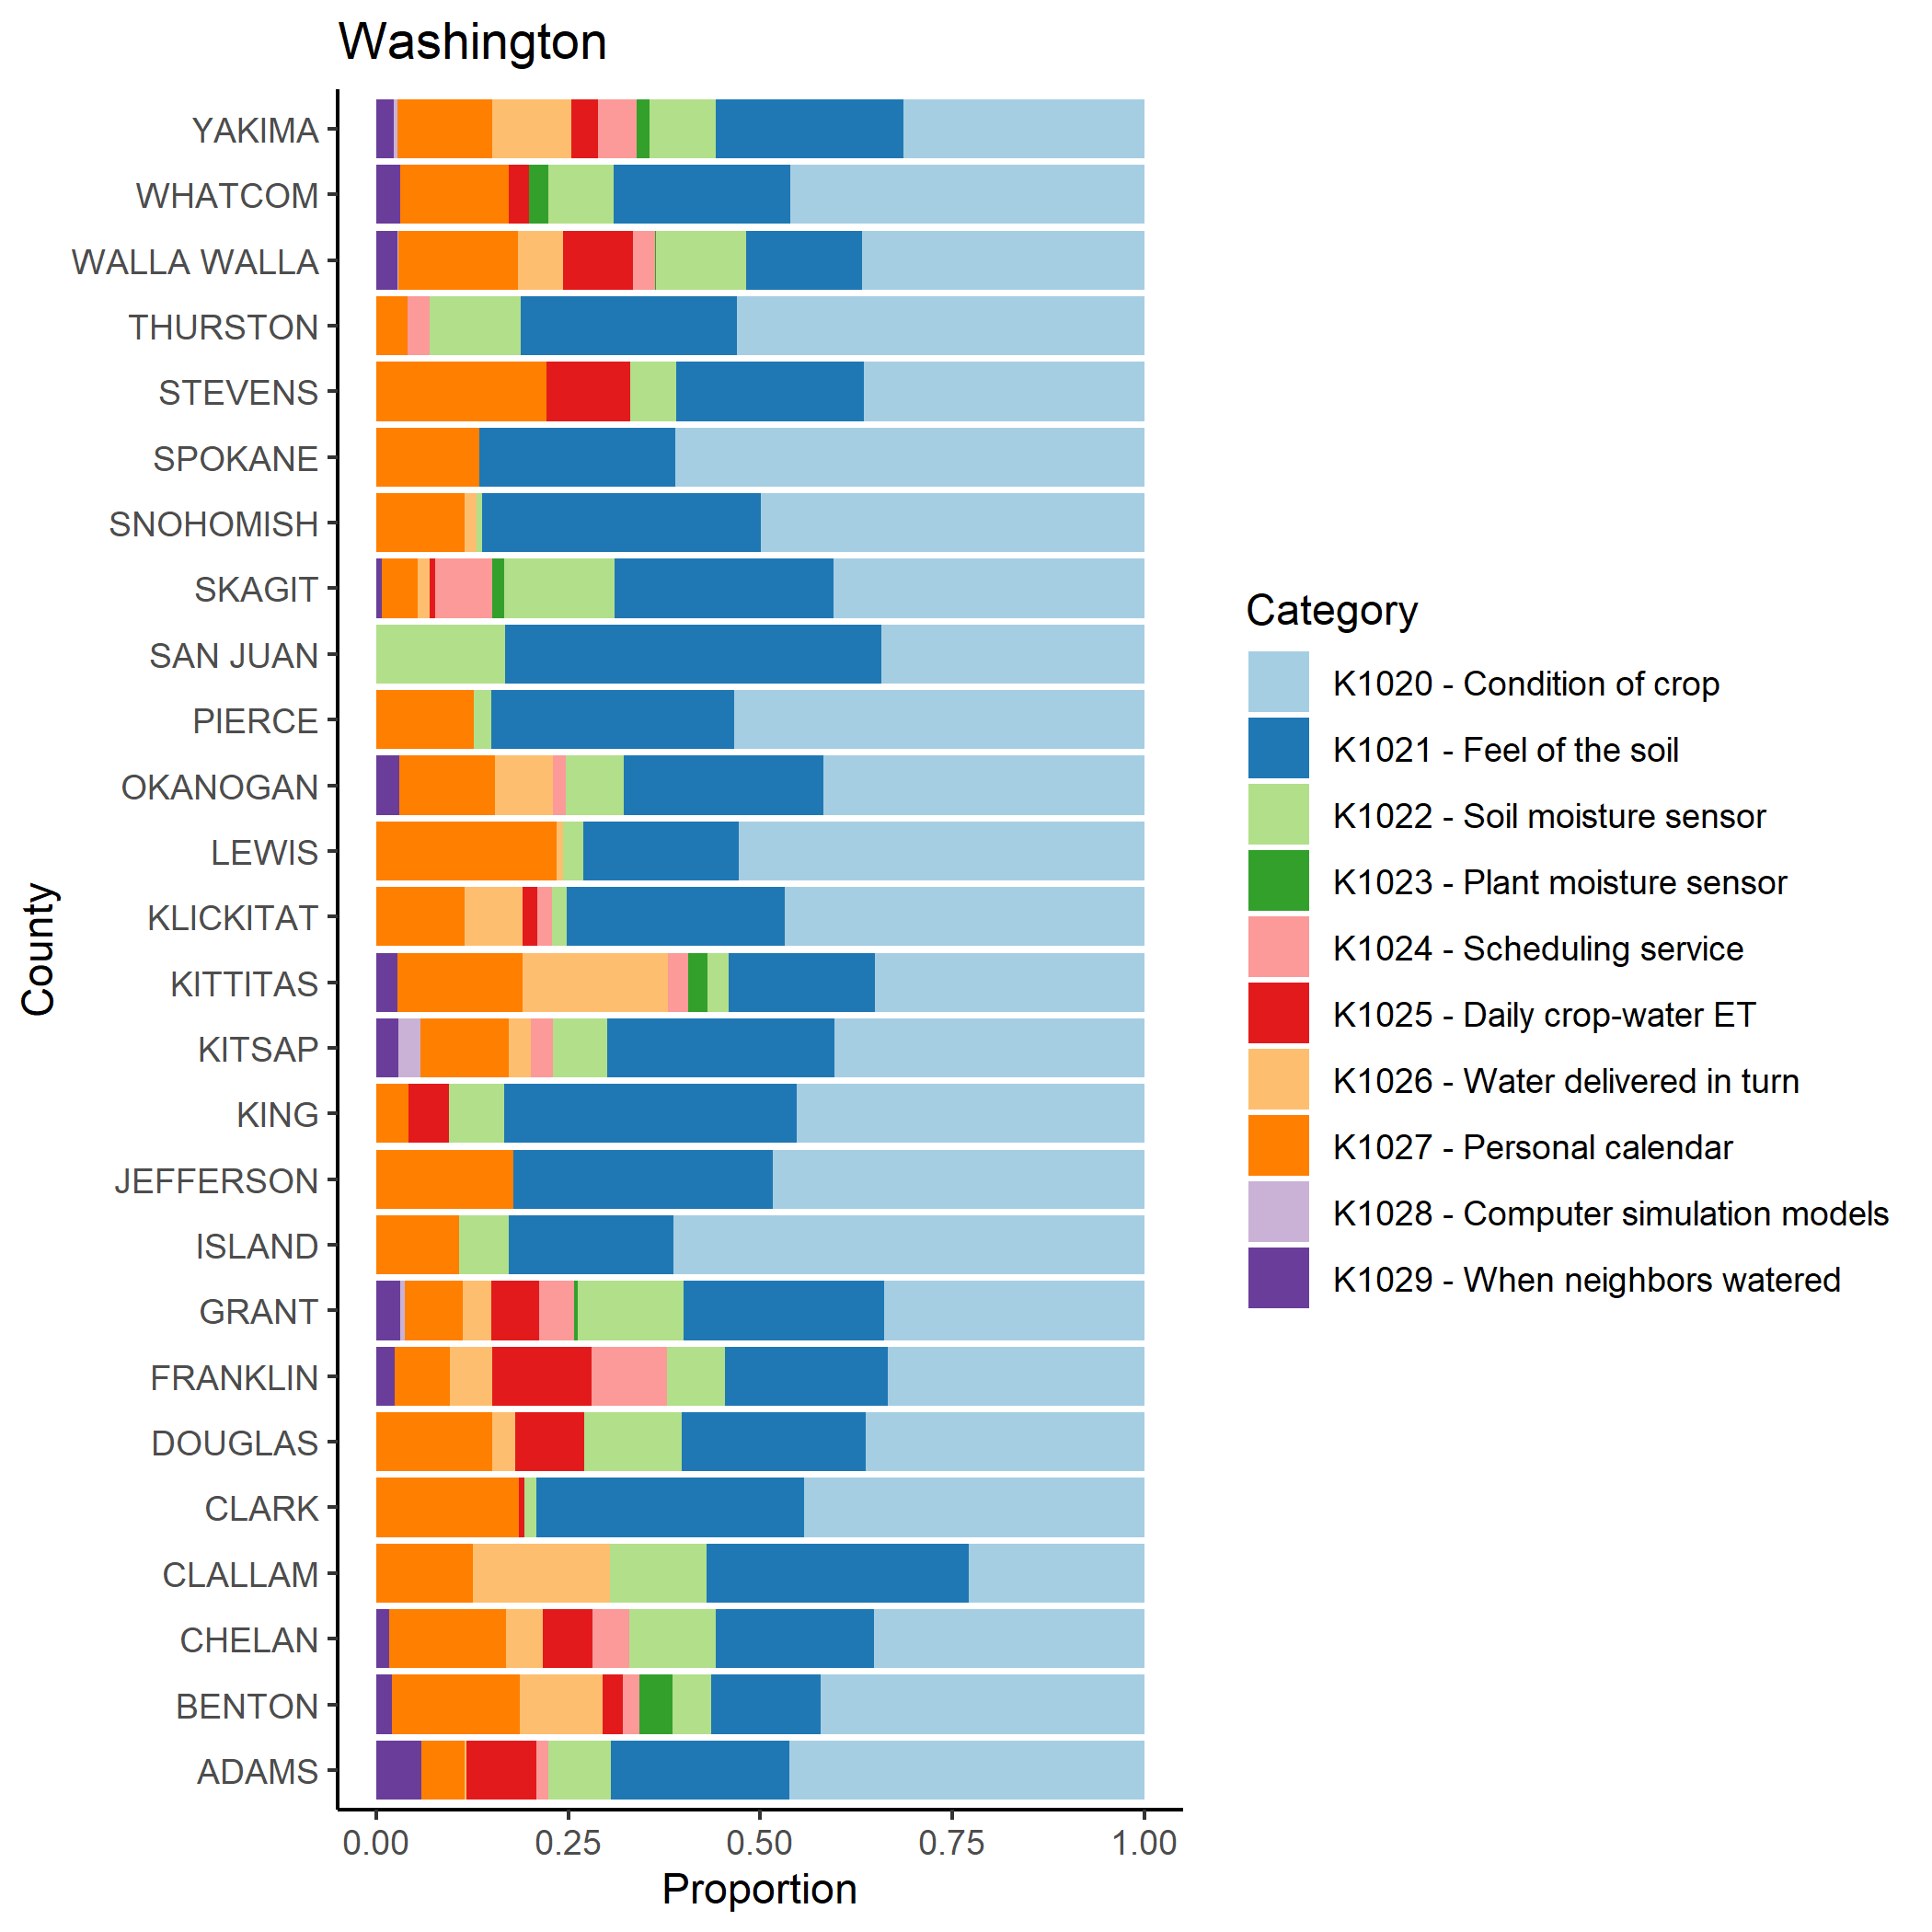 Washington
County
YAKIMA
WHATCOM
WALLA WALLA
THURSTON
STEVENS
SPOKANE
SNOHOMISH
SKAGIT
SAN JUAN
PIERCE
OKANOGAN
LEWIS
KLICKITAT
KITTITAS
KITSAP
KING
JEFFERSON
ISLAND
GRANT
FRANKLIN
DOUGLAS
CLARK
CLALLAM
CHELAN
BENTON
ADAMS
0.00 0.25 0.50 0.75 1.00
Proportion
Category
K1020 - Condition of crop
K1021 - Feel of the soil
K1022 - Soil moisture sensor
K1023 - Plant moisture sensor
K1024 - Scheduling service
K1025 - Daily crop-water ET
K1026 - Water delivered in turn
K1027 - Personal calendar
K1028 - Computer simulation models
K1029 - When neighbors watered